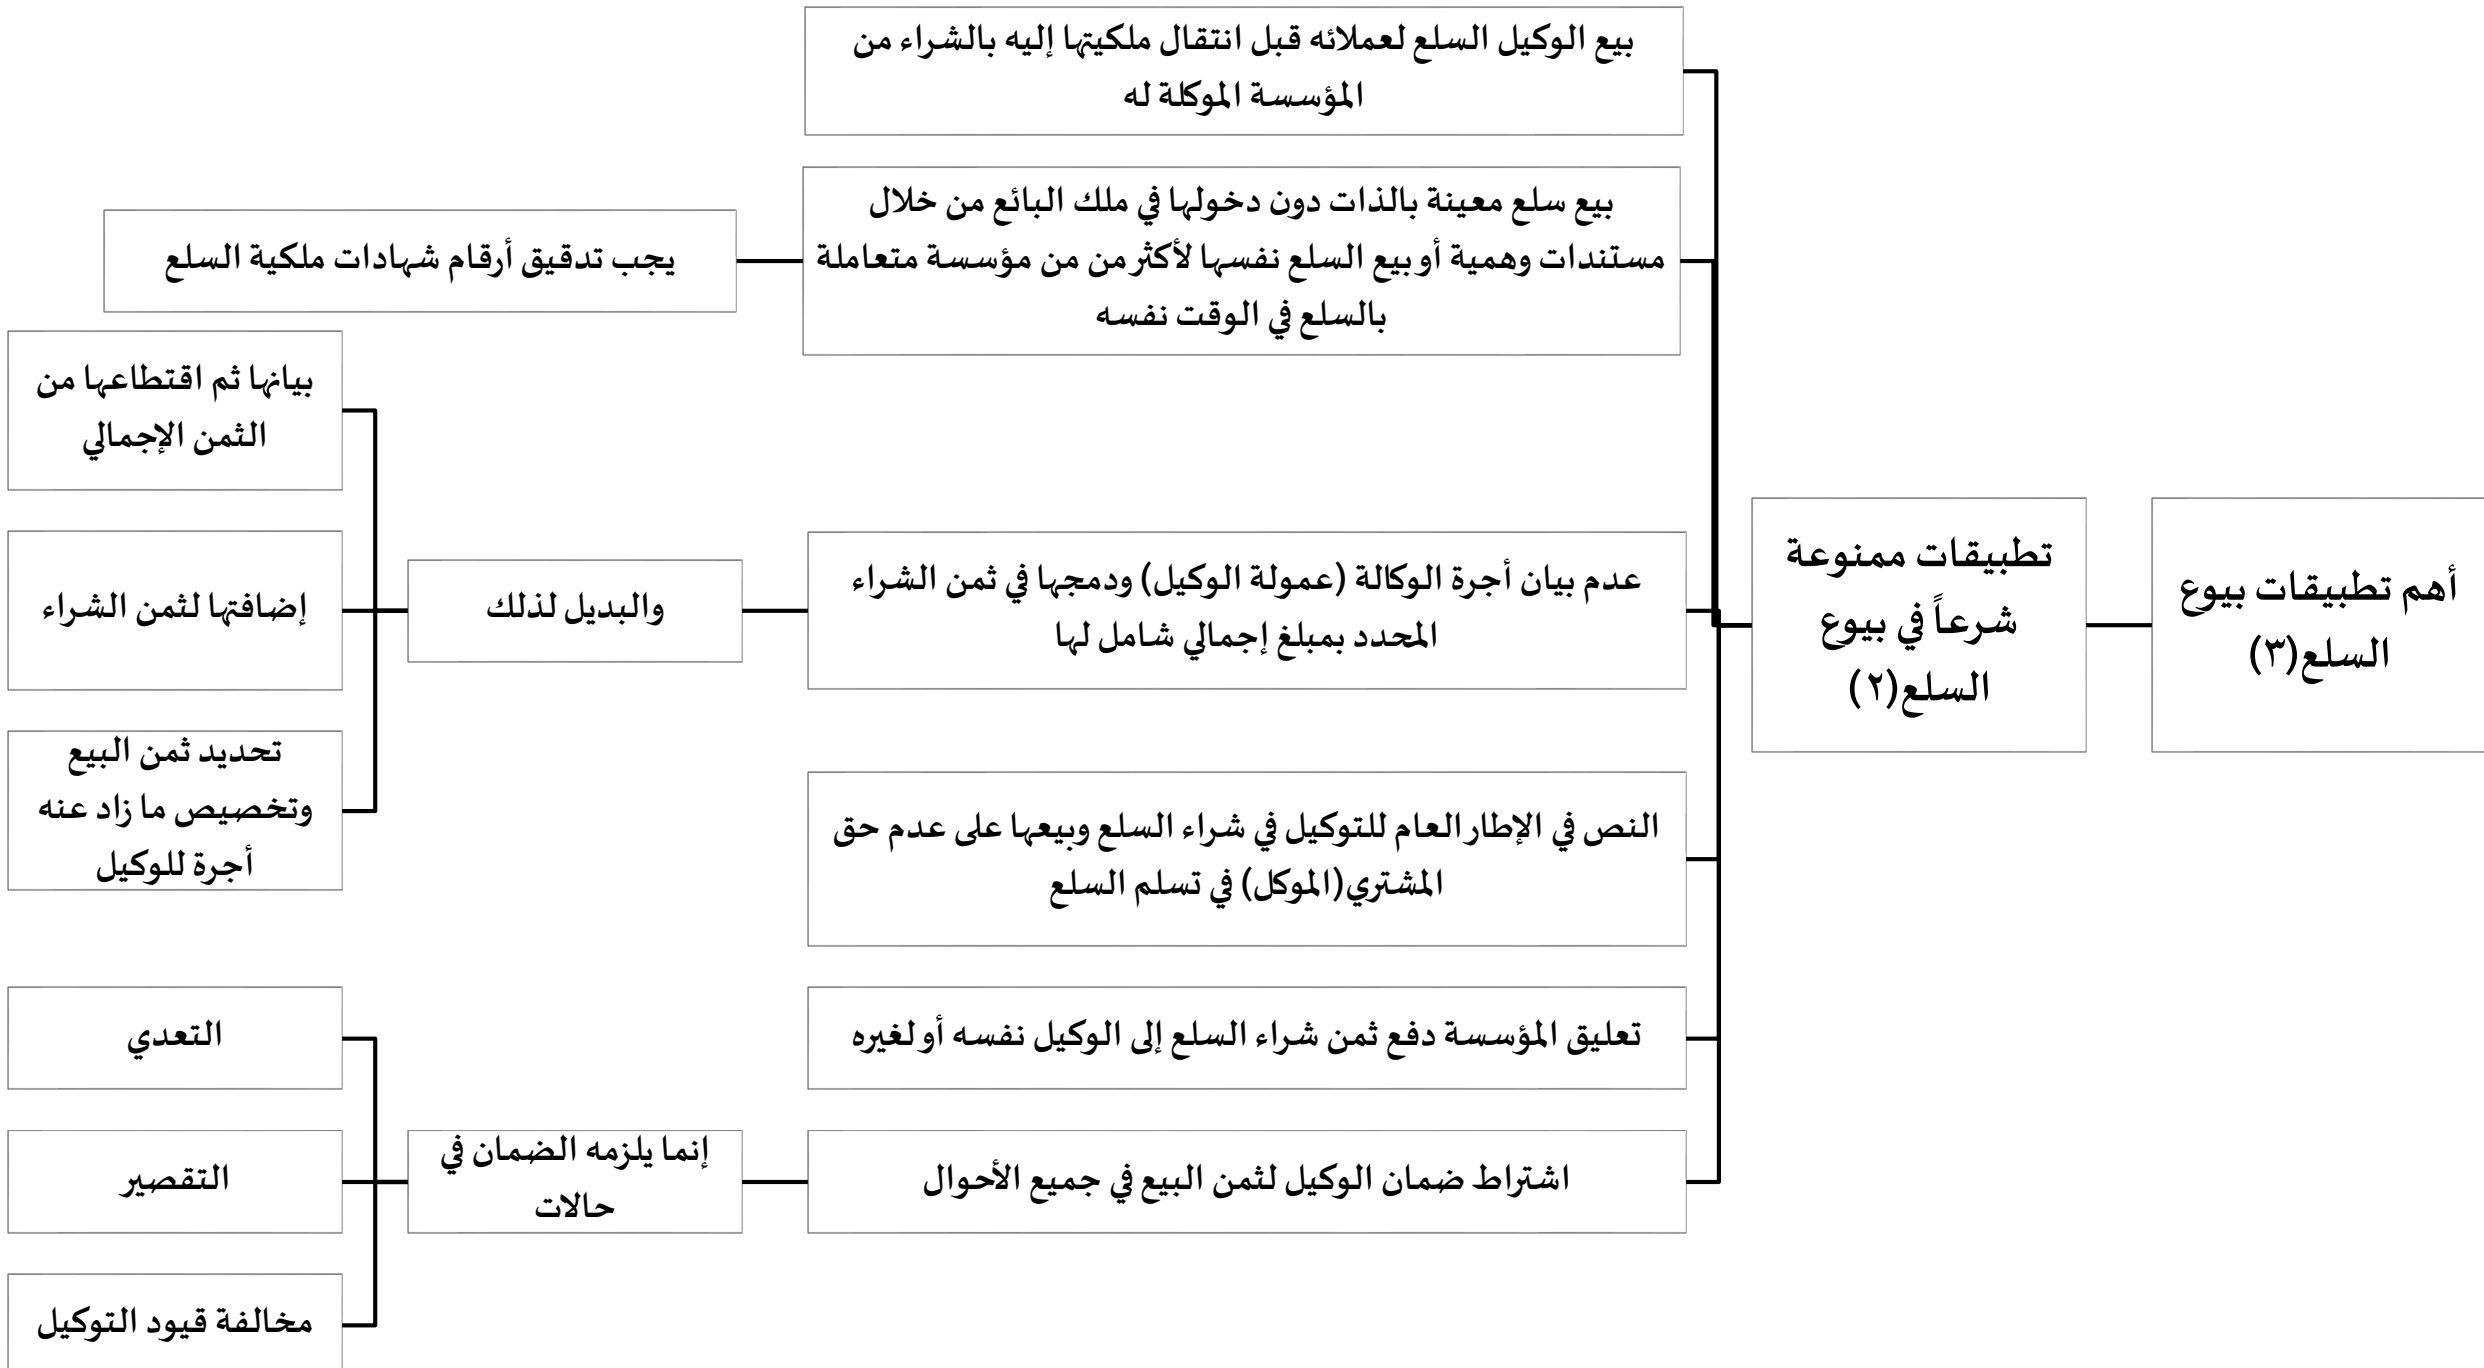 أهم تطبيقات بيوع
السلع(٣)
تطبيقات ممنوعة
شرعاً في بيوع
السلع(٢)
بيع الوكيل السلع لعملائه قبل انتقال ملكيتها إليه بالشراء من
المؤسسة الموكلة له
بيع سلع معينة بالذات دون دخولها في ملك البائع من خلال
مستندات وهمية أو بيع السلع نفسها لأكثر من من مؤسسة متعاملة
بالسلع في الوقت نفسه
يجب تدقيق أرقام شهادات ملكية السلع
عدم بيان أجرة الوكالة (عمولة الوكيل) ودمجها في ثمن الشراء
المحدد بمبلغ إجمالي شامل لها
والبديل لذلك
بيانها ثم اقتطاعها من
الثمن الإجمالي
إضافتها لثمن الشراء
تحديد ثمن البيع
وتخصيص ما زاد عنه
أجرة للوكيل
النص في الإطار العام للتوكيل في شراء السلع وبيعها على عدم حق
المشتري(الموكل) في تسلم السلع
تعليق المؤسسة دفع ثمن شراء السلع إلى الوكيل نفسه أو لغيره
اشتراط ضمان الوكيل لثمن البيع في جميع الأحوال
إنما يلزمه الضمان في
حالات
التعدي
التقصير
مخالفة قيود التوكيل